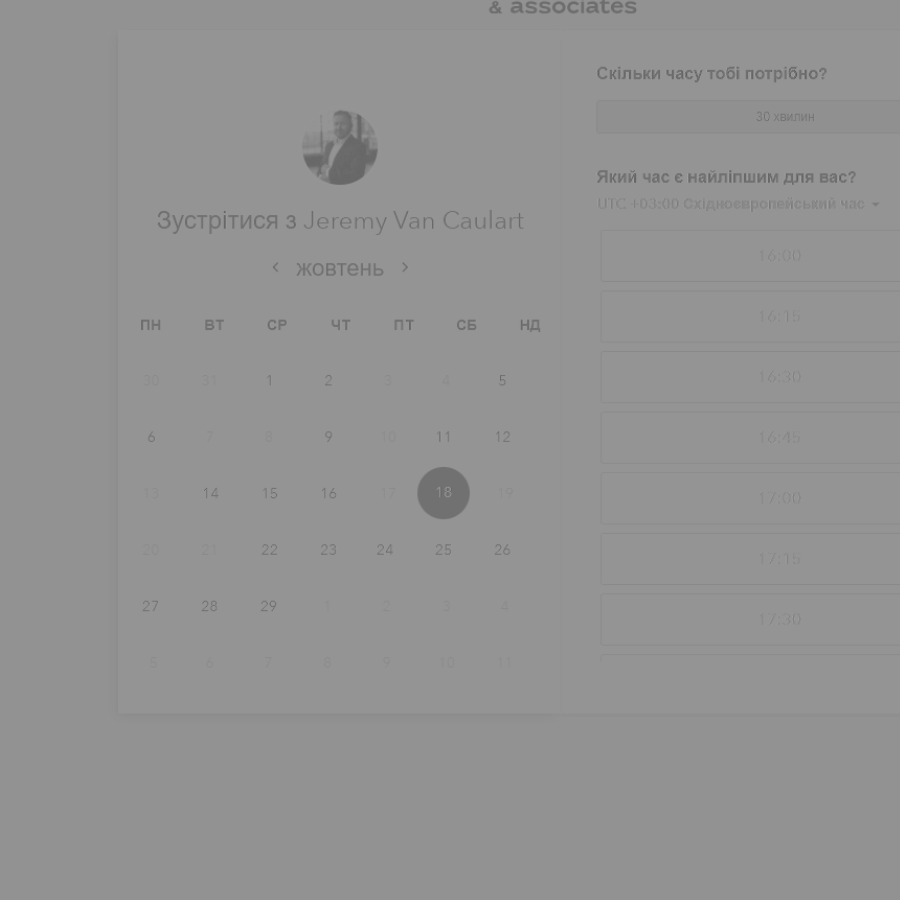 & associates
Зустрітися з Jeremy Van Caulart
жовтень
ПН ВТ СР ЧТ ПТ СБ НД
30 31 1 2 3 4 5
6 7 8 9 10 11 12
13 14 15 16 17 18 19
20 21 22 23 24 25 26
27 28 29 1 2 3 4
5 6 7 8 9 10 11
Скільки часу тобі потрібно?
30 хвилин
Який час є найліпшим для вас?
UTC +03:00 Східноєвропейський час
16:00
16:15
16:30
16:45
17:00
17:15
17:30